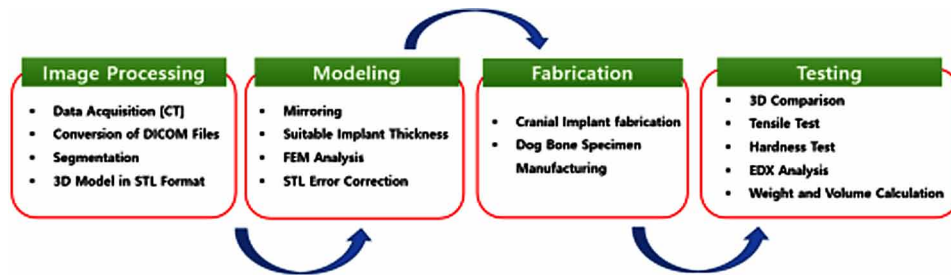 Image Processing
• Data Acquisition [CT]
• Conversion of DICOM Files
• Segmentation
• 3D Model in STL Format
Modeling
• Mirroring
• Suitable Implant Thickness
• FEM Analysis
• STL Error Correction
Fabrication
• Cranial Implant fabrication
• Dog Bone Specimen
Manufacturing
Testing
• 3D Comparison
• Tensile Test
• Hardness Test
• EDX Analysis
• Weight and Volume Calculation